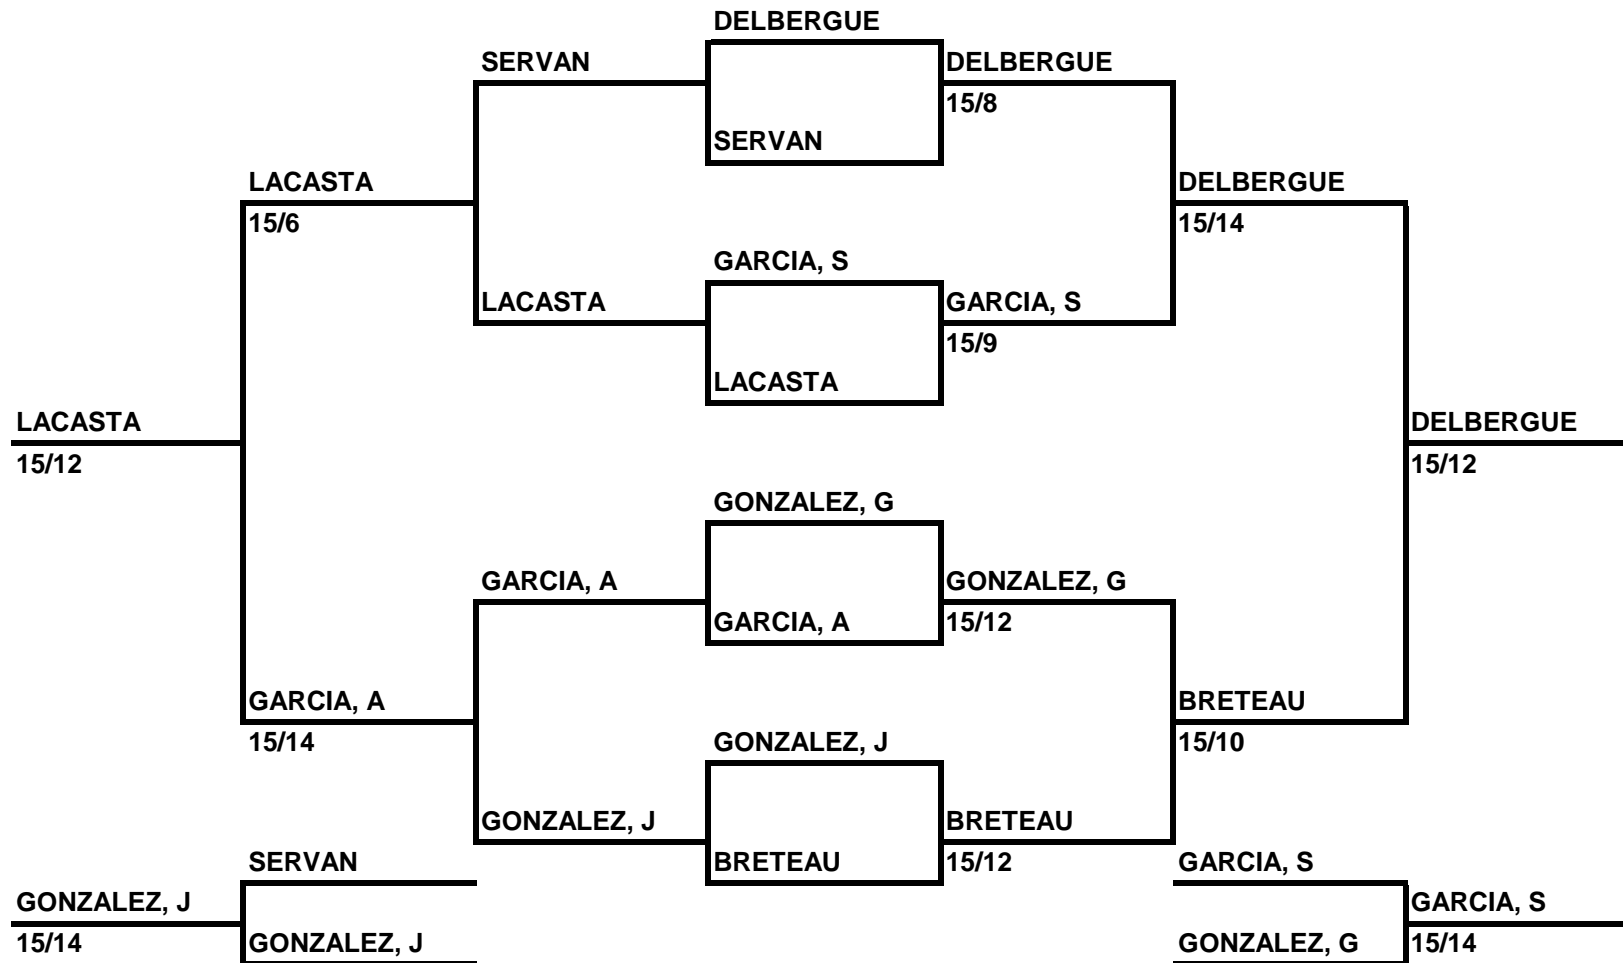 DELBERGUE
SERVAN
DELBERGUE
15/8
SERVAN
LACASTA
DELBERGUE
15/6
15/14
GARCIA, S
LACASTA
GARCIA, S
15/9
LACASTA
LACASTA
DELBERGUE
15/12
15/12
GONZALEZ, G
GARCIA, A
GONZALEZ, G
GARCIA, A
15/12
GARCIA, A
BRETEAU
15/14
GONZALEZ, J
15/10
GONZALEZ, J
BRETEAU
SERVAN
BRETEAU
15/12
GARCIA, S
GONZALEZ, J
GARCIA, S
15/14
GONZALEZ, J
GONZALEZ, G
15/14